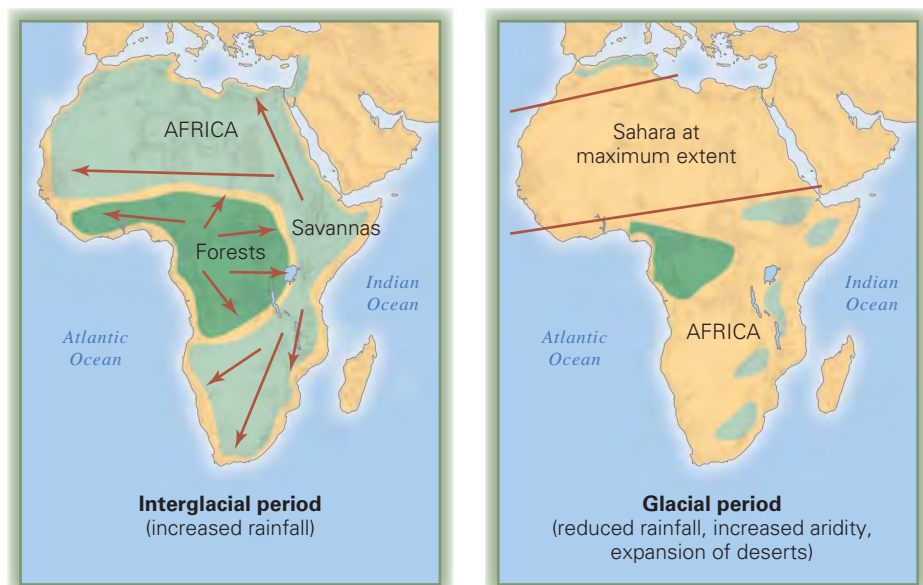 AFRICA
Savannas
Forests
Indian
Ocean
Atlantic
Ocean
Interglacial period
(increased rainfall)
Sahara at
maximum extent
Indian
Ocean
AFRICA
Atlantic
Ocean
Glacial period
(reduced rainfall, increased aridity,
expansion of deserts)